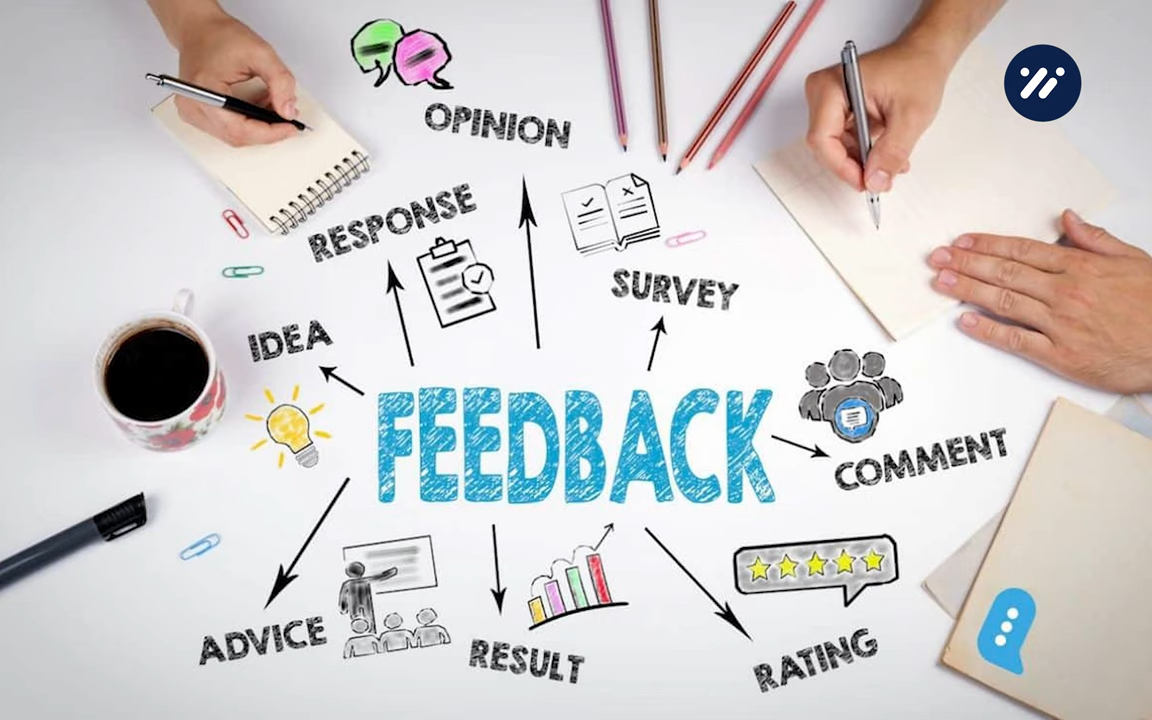 OPINION
RESPONSE
SURVEY
IDEA
FEEDBACK
COMMENT
ADVICE
RESULT
RATING